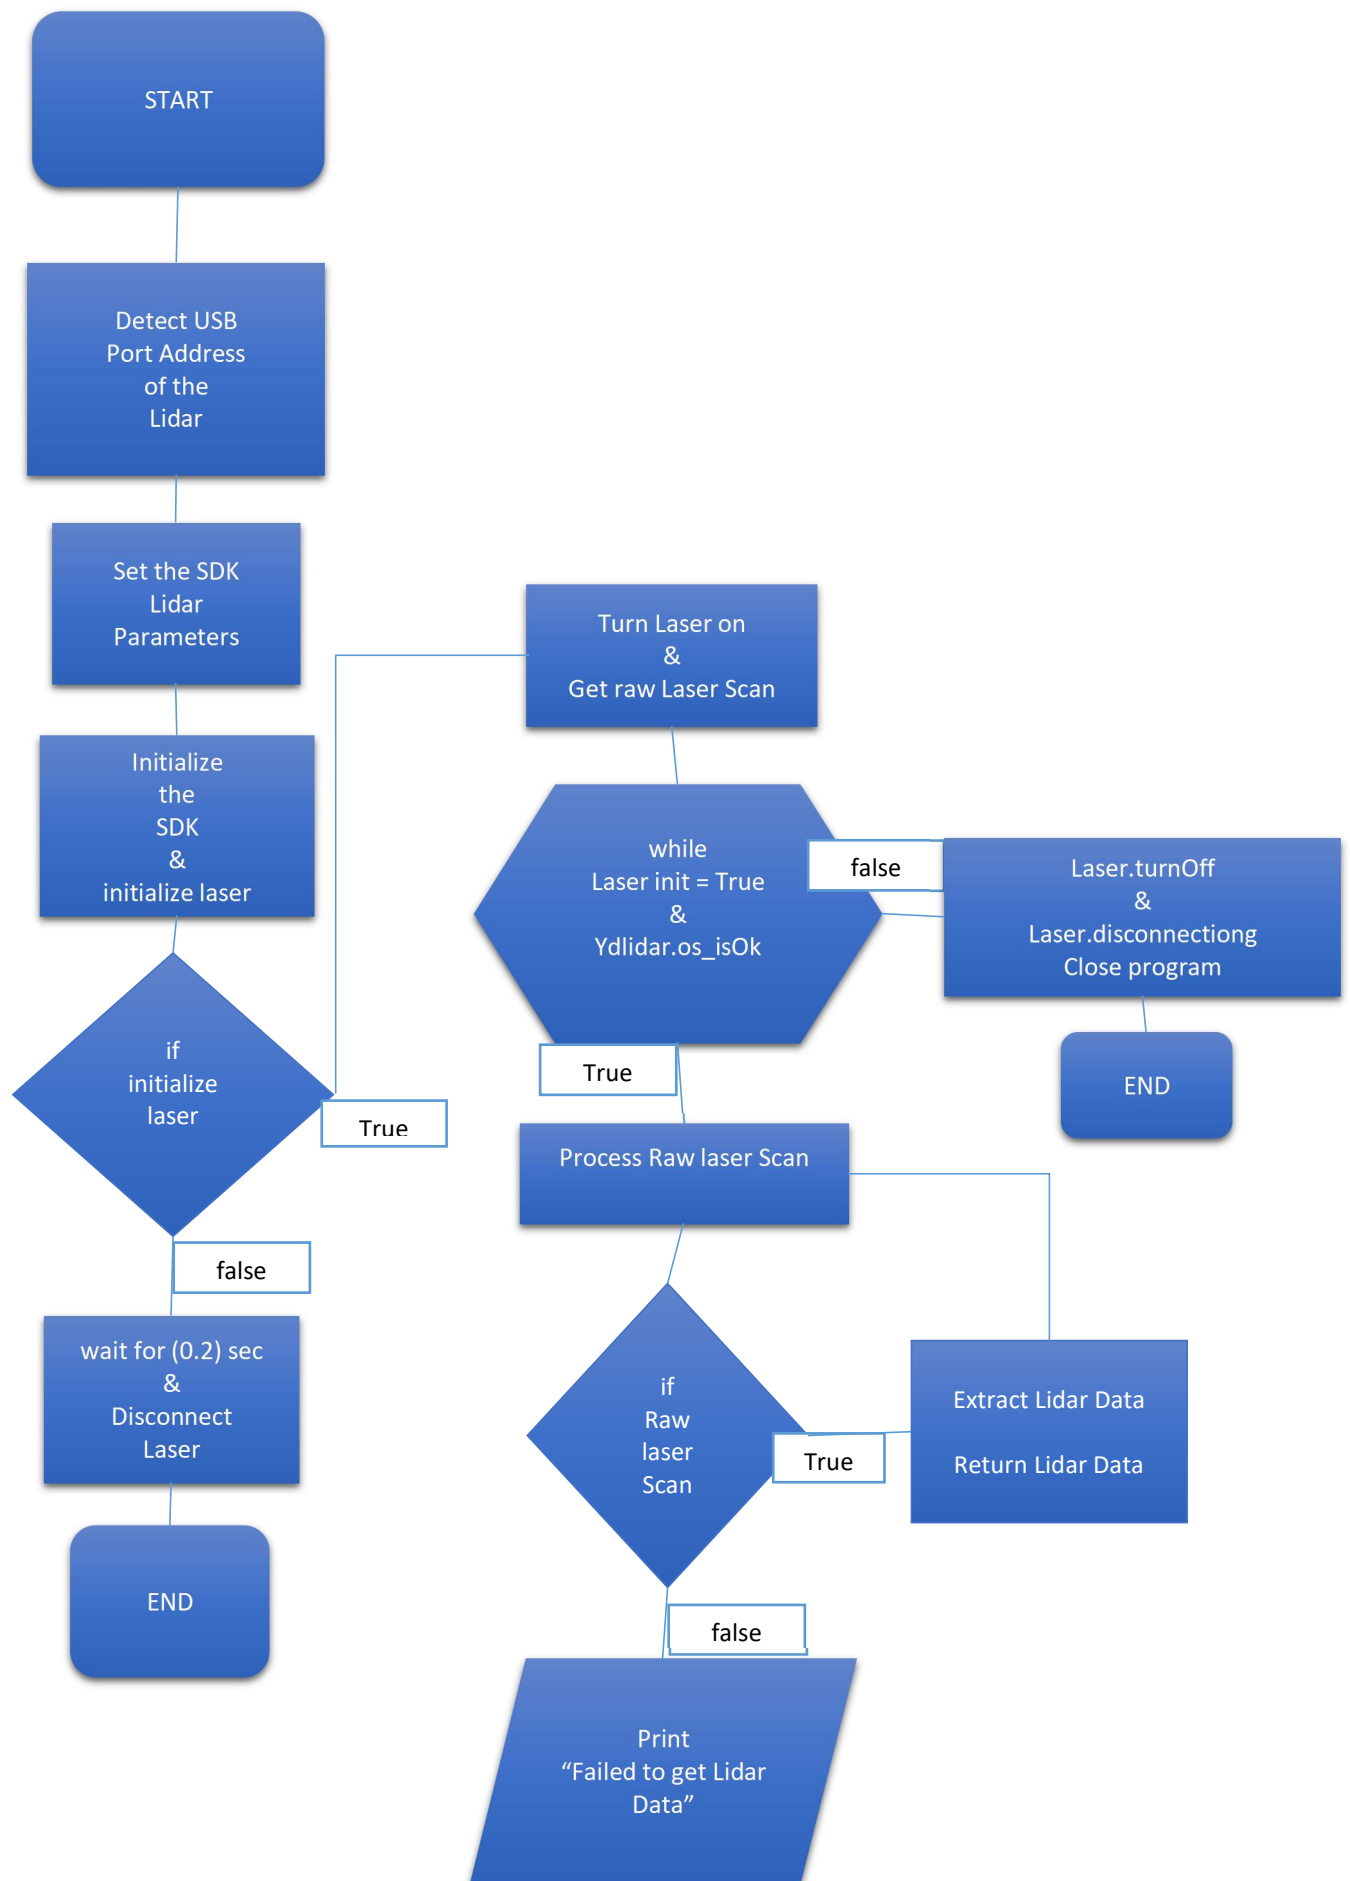 START
Detect USB
Port Address
of the
Lidar
Set the SDK
Lidar
Parameters
Initialize
the
SDK
&
initialize laser
if
initialize
laser
True
false
wait for (0.2) sec
&
Disconnect
Laser
END
Turn Laser on
&
Get raw Laser Scan
while
Laser init = True
&
Ydlidar.os_isOk
false
Laser.turnOff
&
Laser.disconnectiong
Close program
END
True
Process Raw laser Scan
if
Raw
laser
Scan
True
Extract Lidar Data
Return Lidar Data
false
Print
“Failed to get Lidar
Data”